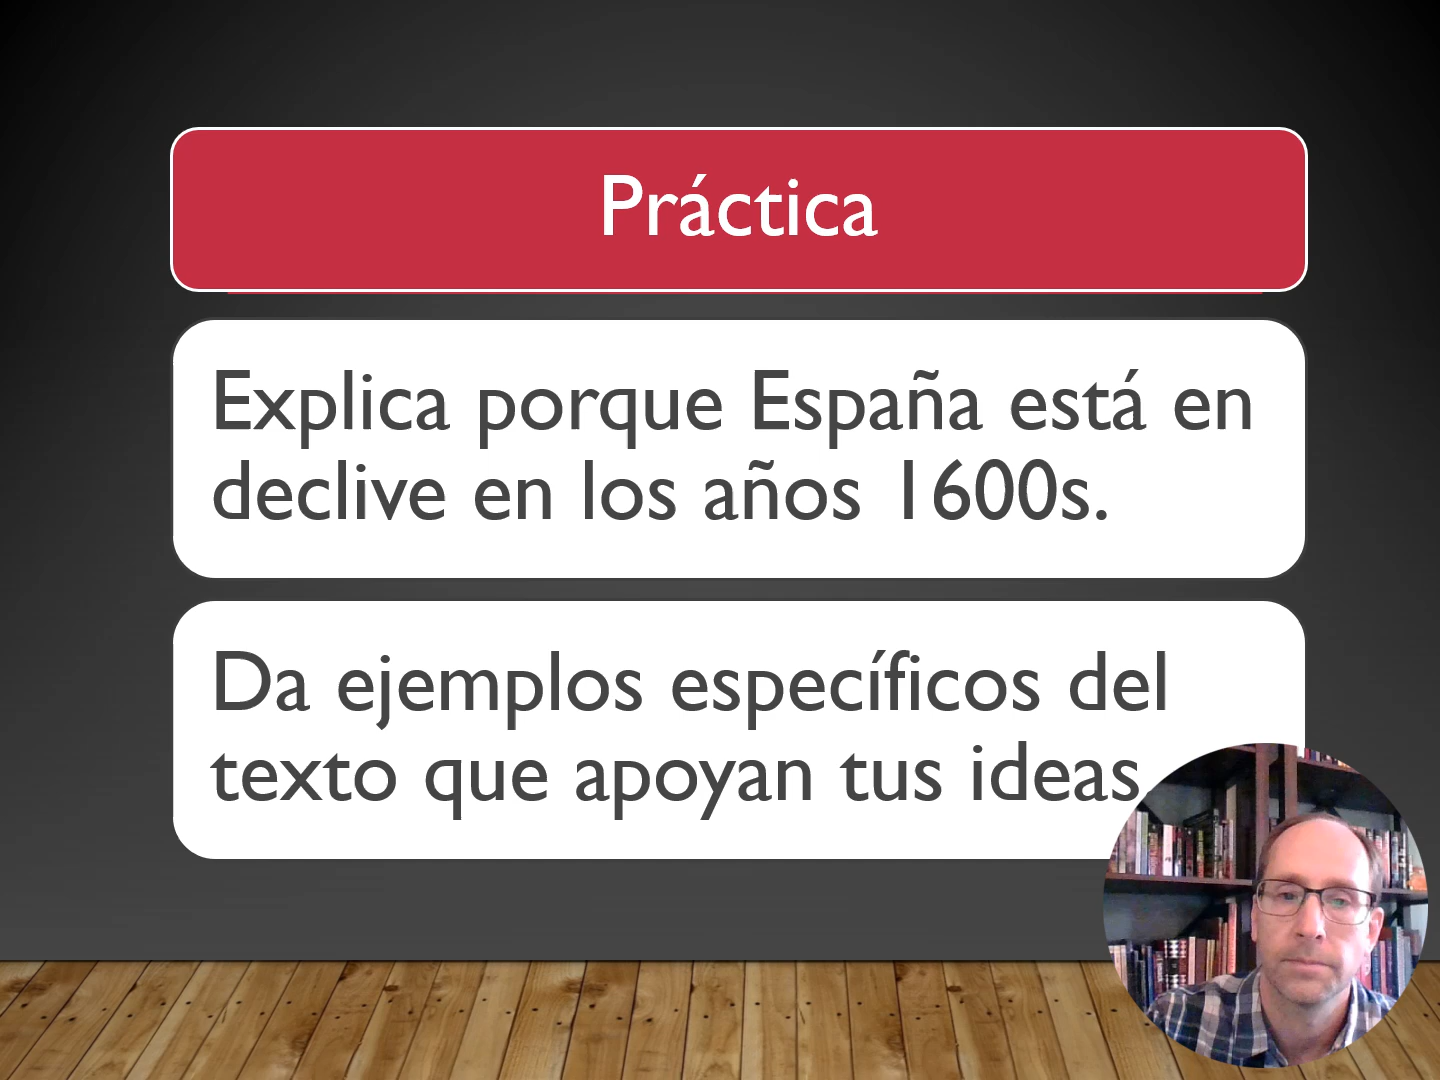 Práctica
Explica porque España está en
declive en los años 1600s.
Da ejemplos específicos del
texto que apoyan tus ideas.